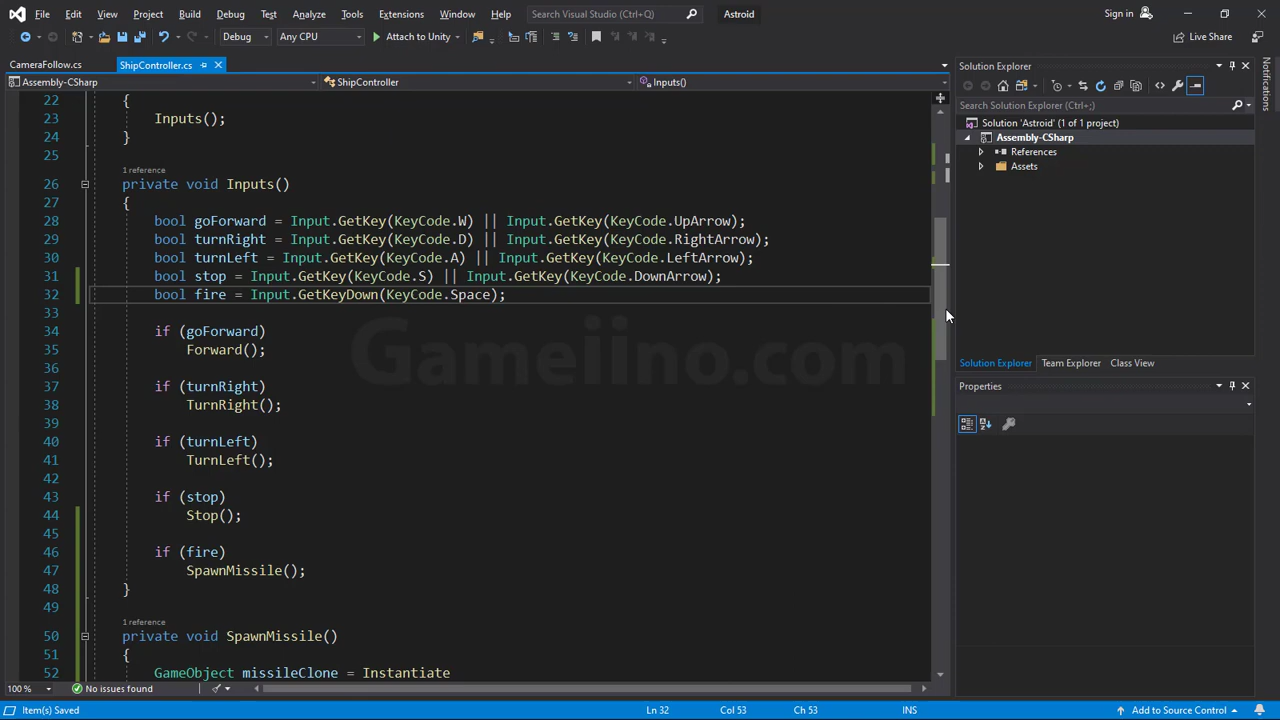 File Edit View Project Build Debug Test Analyze Tools Extensions Window Help Search Visual Studio (Ctrl+Q) Astroid Sign in
Debug Any CPU Attach to Unity Live Share
CameraFollow.cs ShipController.cs
Assembly-CSharp ShipController Inputs()
22 {
23 Inputs();
24 }
25
1 reference
26 private void Inputs()
27 {
28 bool goForward = Input.GetKey(KeyCode.W) || Input.GetKey(KeyCode.UpArrow);
29 bool turnRight = Input.GetKey(KeyCode.D) || Input.GetKey(KeyCode.RightArrow);
30 bool turnLeft = Input.GetKey(KeyCode.A) || Input.GetKey(KeyCode.LeftArrow);
31 bool stop = Input.GetKey(KeyCode.S) || Input.GetKey(KeyCode.DownArrow);
32 bool fire = Input.GetKeyDown(KeyCode.Space);
33
34 if (goForward)
35 Forward();
36
37 if (turnRight)
38 TurnRight();
39
40 if (turnLeft)
41 TurnLeft();
42
43 if (stop)
44 Stop();
45
46 if (fire)
47 SpawnMissile();
48 }
49
1 reference
50 private void SpawnMissile()
51 {
52 GameObject missileClone = Instantiate
Gameiino.com
100 % No issues found
Solution Explorer
Search Solution Explorer (Ctrl+;)
Solution 'Astroid' (1 of 1 project)
Assembly-CSharp
References
Assets
Solution Explorer Team Explorer Class View
Properties
Notifications
Item(s) Saved Ln 32 Col 53 Ch 53 INS Add to Source Control